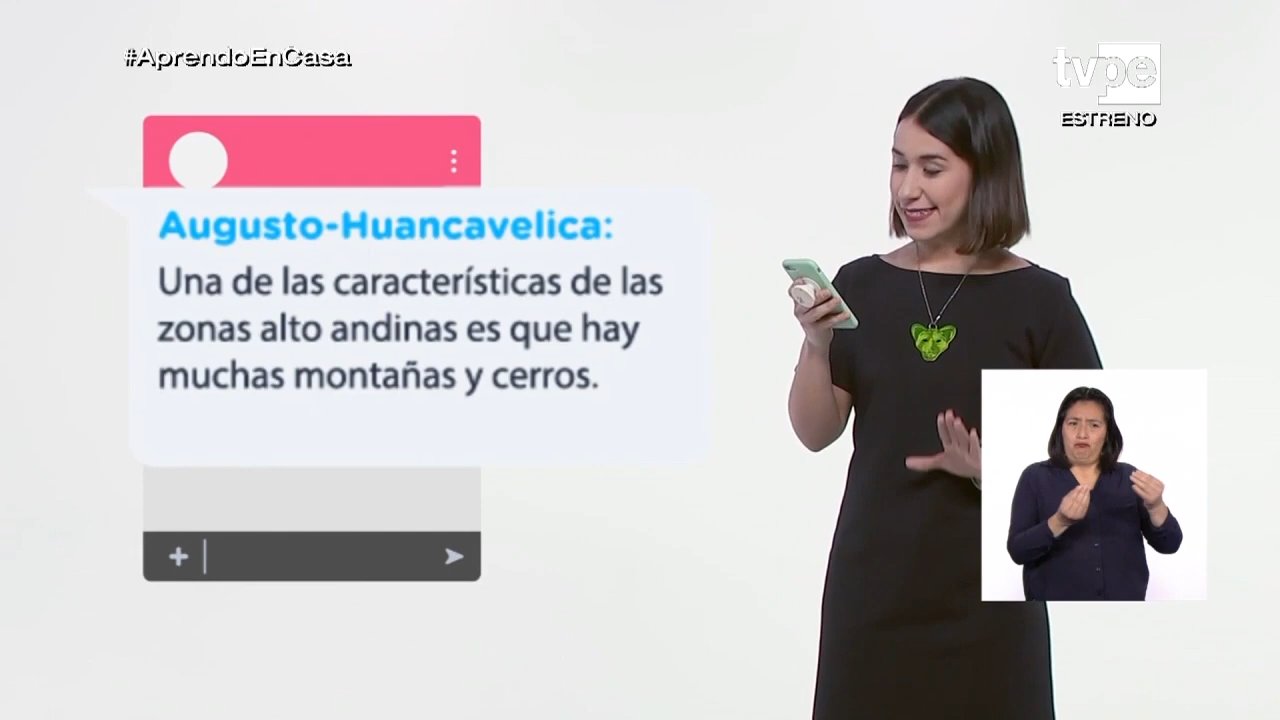 #AprendoEnCasa
tvpe
ESTRENO
Augusto-Huancavelica:
Una de las características de las
zonas alto andinas es que hay
muchas montañas y cerros.